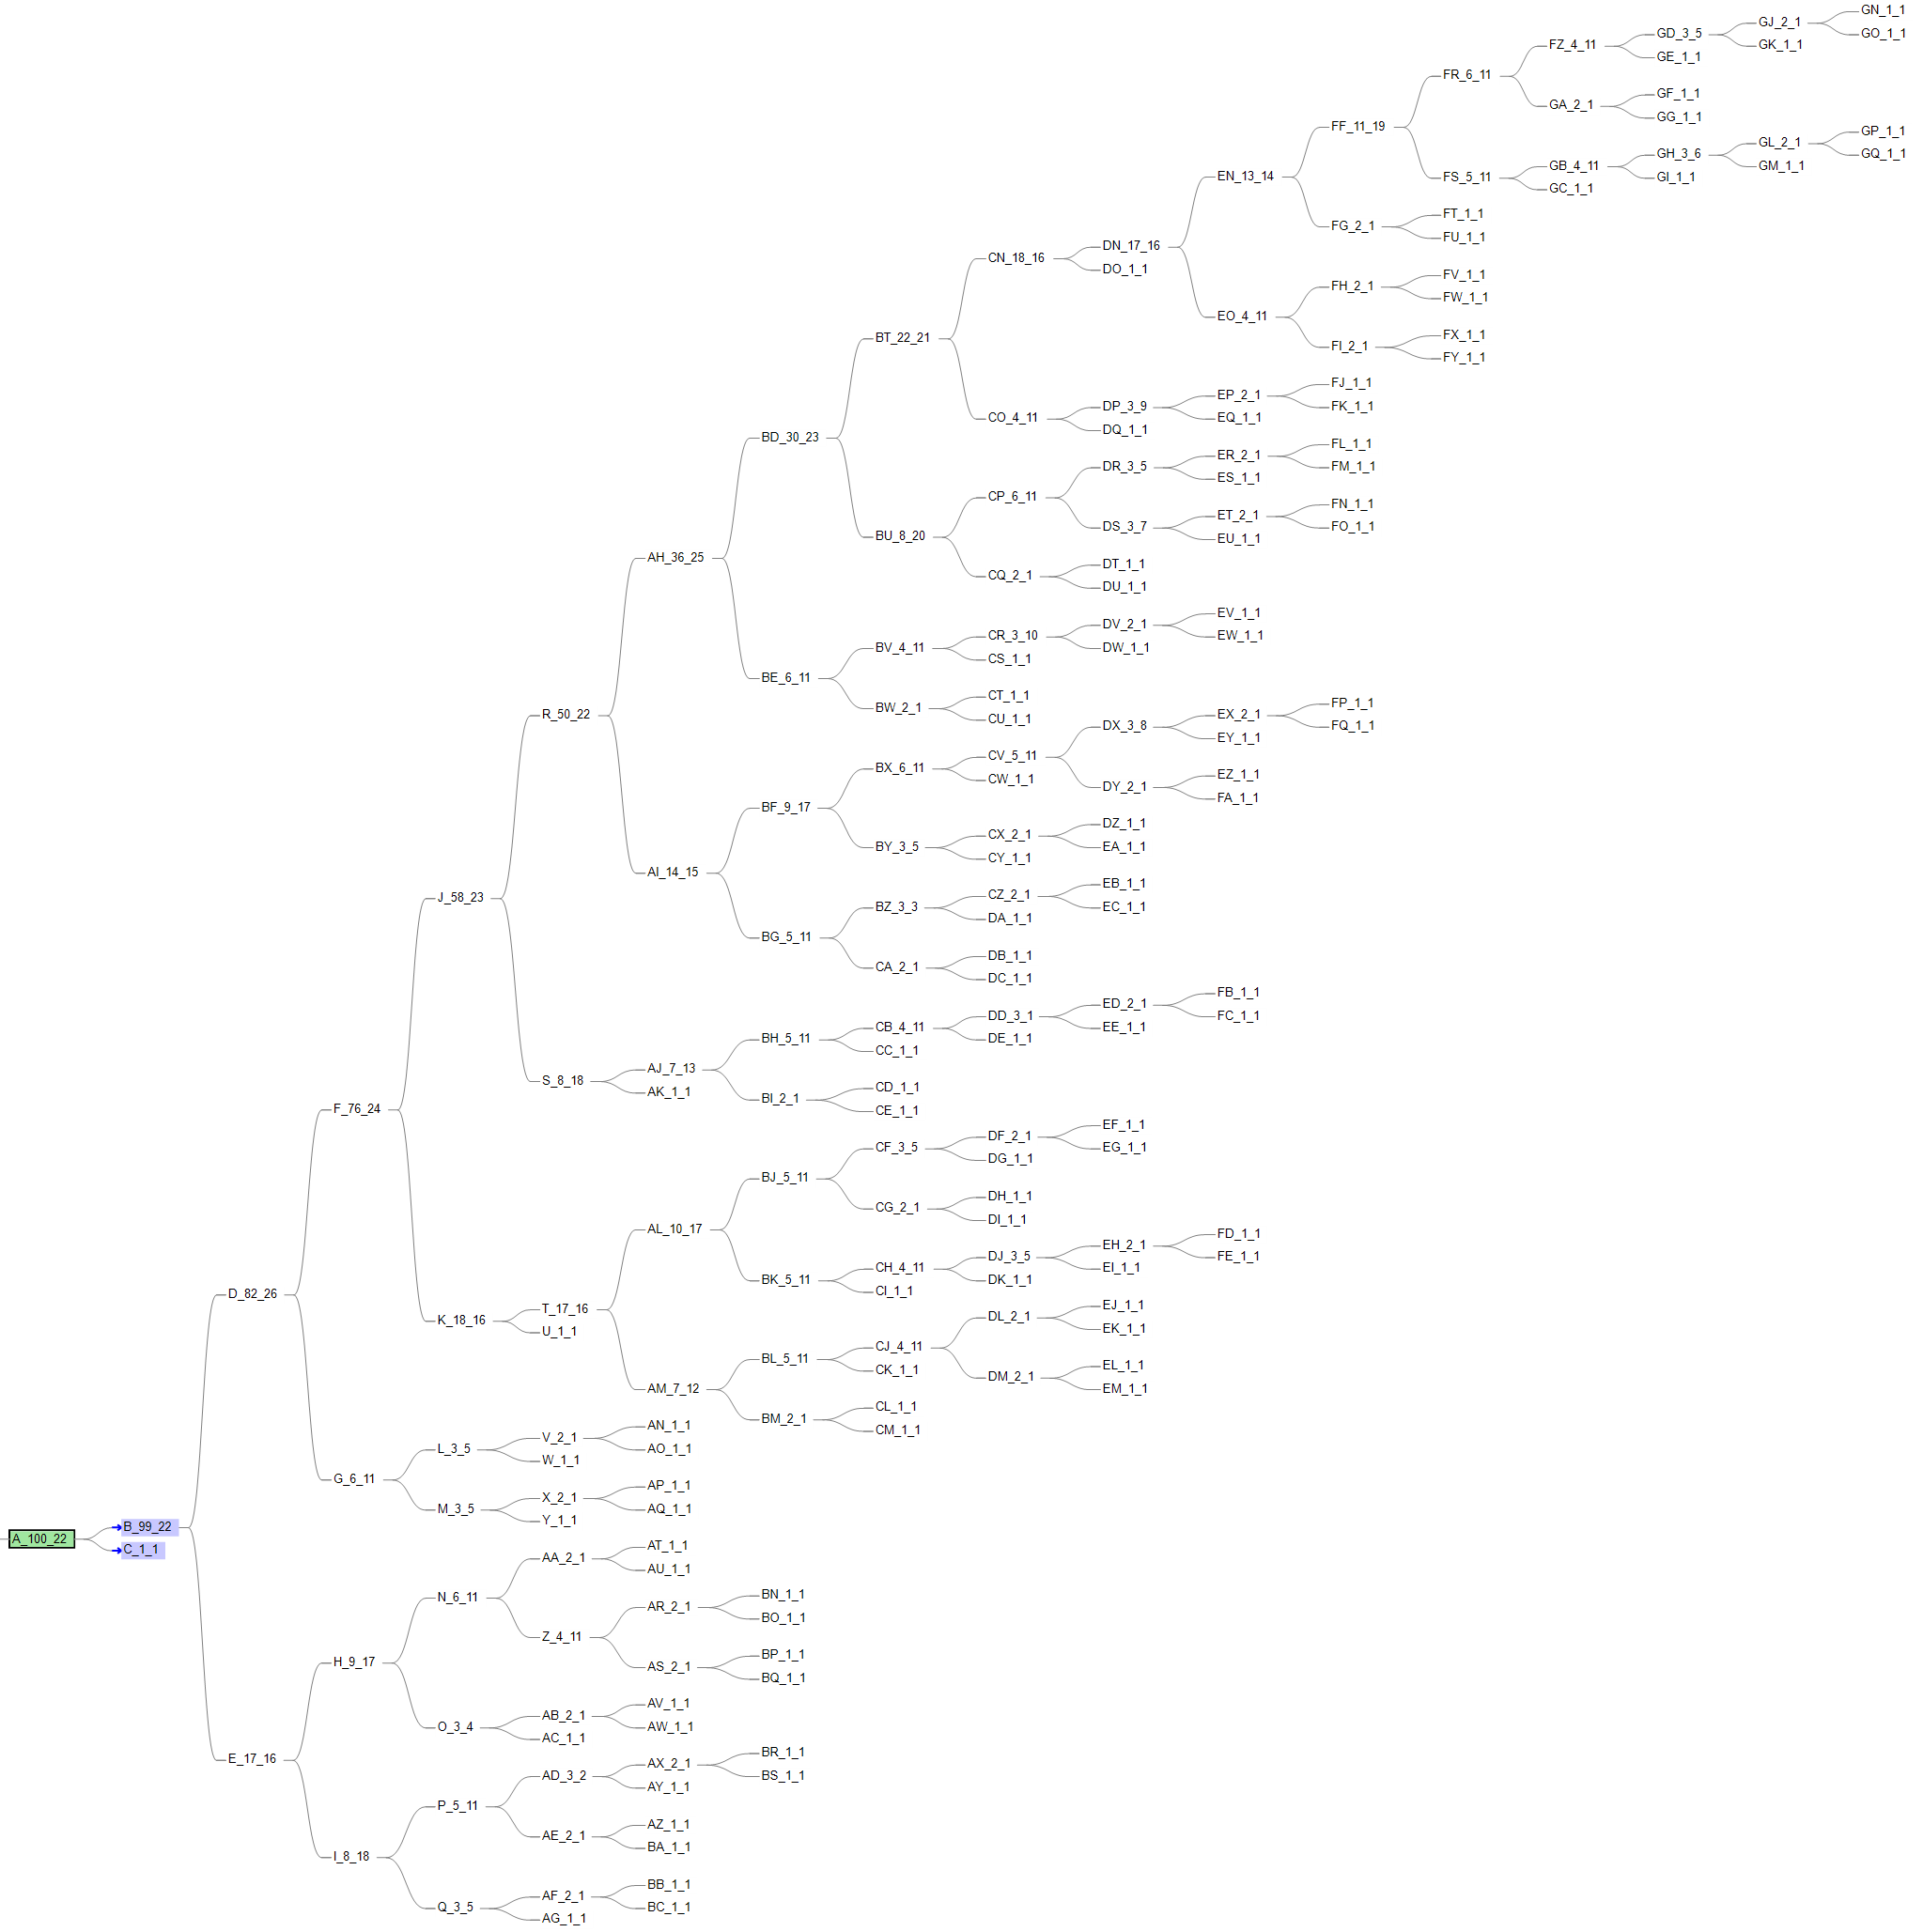 GN_1_1
GJ_2_1
GO_1_1
GD_3_5
FZ_4_11
GK_1_1
GE_1_1
FR_6_11
GF_1_1
GA_2_1
GG_1_1
FF_11_19
GP_1_1
GL_2_1
GH_3_6
GQ_1_1
GB_4_11
GM_1_1
EN_13_14
FS_5_11
GI_1_1
GC_1_1
FT_1_1
FG_2_1
FU_1_1
DN_17_16
CN_18_16
DO_1_1
FV_1_1
FH_2_1
FW_1_1
EO_4_11
FX_1_1
BT_22_21
FI_2_1
FY_1_1
FJ_1_1
EP_2_1
DP_3_9
FK_1_1
CO_4_11
EQ_1_1
DQ_1_1
BD_30_23
FL_1_1
ER_2_1
DR_3_5
FM_1_1
ES_1_1
CP_6_11
FN_1_1
ET_2_1
DS_3_7
FO_1_1
BU_8_20
EU_1_1
AH_36_25
DT_1_1
CQ_2_1
DU_1_1
EV_1_1
DV_2_1
CR_3_10
EW_1_1
BV_4_11
DW_1_1
CS_1_1
BE_6_11
CT_1_1
BW_2_1
FP_1_1
R_50_22
EX_2_1
CU_1_1
DX_3_8
FQ_1_1
EY_1_1
CV_5_11
BX_6_11
EZ_1_1
CW_1_1
DY_2_1
FA_1_1
BF_9_17
DZ_1_1
CX_2_1
BY_3_5
EA_1_1
CY_1_1
AI_14_15
EB_1_1
CZ_2_1
J_58_23
BZ_3_3
EC_1_1
DA_1_1
BG_5_11
DB_1_1
CA_2_1
DC_1_1
FB_1_1
ED_2_1
DD_3_1
FC_1_1
CB_4_11
EE_1_1
BH_5_11
DE_1_1
CC_1_1
AJ_7_13
S_8_18
CD_1_1
AK_1_1
BI_2_1
F_76_24
CE_1_1
EF_1_1
DF_2_1
CF_3_5
EG_1_1
DG_1_1
BJ_5_11
DH_1_1
CG_2_1
DI_1_1
AL_10_17
FD_1_1
EH_2_1
DJ_3_5
FE_1_1
CH_4_11
EI_1_1
BK_5_11
DK_1_1
CI_1_1
D_82_26
EJ_1_1
T_17_16
DL_2_1
K_18_16
EK_1_1
U_1_1
CJ_4_11
BL_5_11
EL_1_1
CK_1_1
DM_2_1
AM_7_12
EM_1_1
CL_1_1
BM_2_1
AN_1_1
CM_1_1
V_2_1
L_3_5
AO_1_1
W_1_1
G_6_11
AP_1_1
X_2_1
M_3_5
AQ_1_1
Y_1_1
B_99_22
A_100_22
C_1_1
AT_1_1
AA_2_1
AU_1_1
N_6_11
BN_1_1
AR_2_1
BO_1_1
Z_4_11
BP_1_1
H_9_17
AS_2_1
BQ_1_1
AV_1_1
AB_2_1
O_3_4
AW_1_1
AC_1_1
BR_1_1
E_17_16
AX_2_1
AD_3_2
BS_1_1
AY_1_1
P_5_11
AZ_1_1
AE_2_1
BA_1_1
I_8_18
BB_1_1
AF_2_1
Q_3_5
BC_1_1
AG_1_1